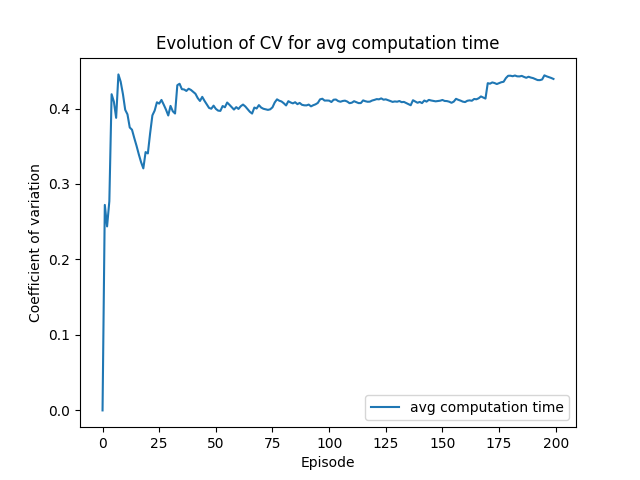 Evolution of CV for avg computation time
Coefficient of variation
0.4
0.3
0.2
0.1
0.0
avg computation time
0 25 50 75 100 125 150 175 200
Episode